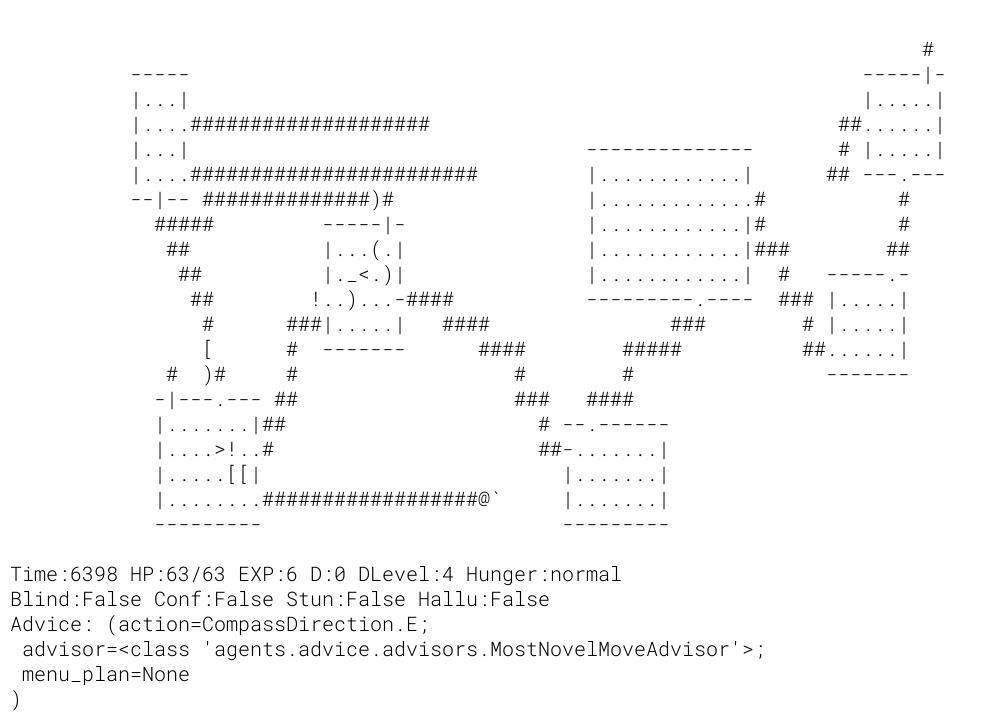 #
          -----                                                        -----|-
          |...|                                                        |.....|
          |....####################                                  ##......|
          |...|                                 --------------       # |.....|
          |....########################         |............|      ## ---.---
          --|-- ##############)#                |.............#           #
            #####         -----|-               |............|#           #
             ##           |...(.|               |............|###        ##
              ##          |._<.)|               |............|  #   -----.-
               ##        !..)...-####           ---------.----  ### |.....|
                #      ###|.....|   ####               ###        # |.....|
                [      #  -------      ####        #####          ##......|
             #  )#     #                  #        #                -------
            -|---.--- ##                  ###   ####
            |.......|##                     # --.------
            |....>!..#                      ##-.......|
            |.....[[|                         |.......|
            |........##################@`     |.......|
            ---------                         ---------
Time:6398 HP:63/63 EXP:6 D:0 DLevel:4 Hunger:normal
Blind:False Conf:False Stun:False Hallu:False
Advice: (action=CompassDirection.E;
 advisor=<class 'agents.advice.advisors.MostNovelMoveAdvisor'>;
 menu_plan=None
)